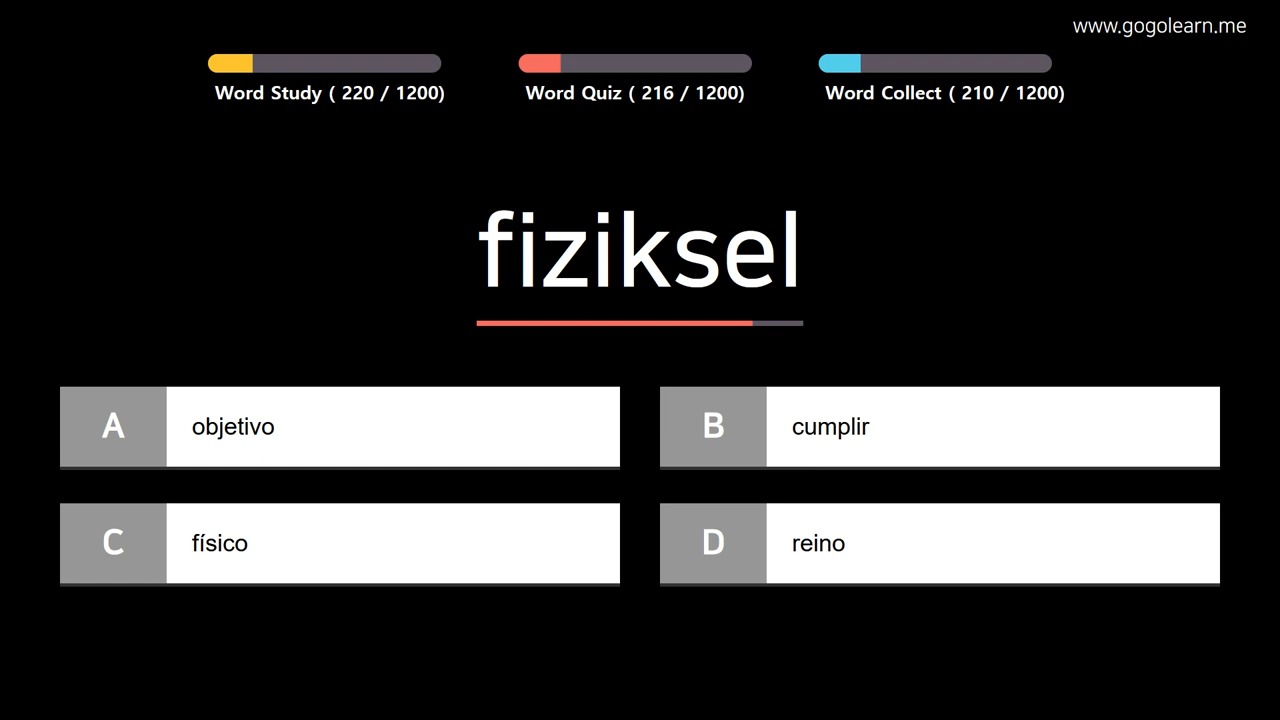 www.gogolearn.me
Word Study ( 220 / 1200)
Word Quiz ( 216 / 1200)
Word Collect ( 210 / 1200)
fiziksel
A objetivo
B cumplir
C físico
D reino